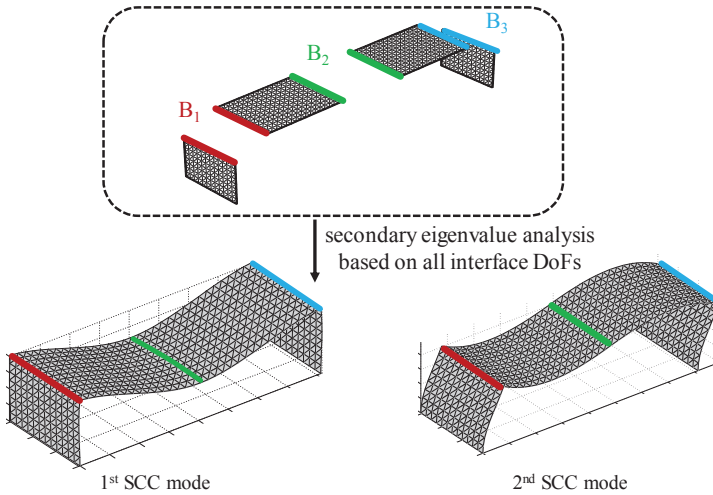 B3
B2
B1
secondary eigenvalue analysis
based on all interface DoFs
1st SCC mode
2nd SCC mode